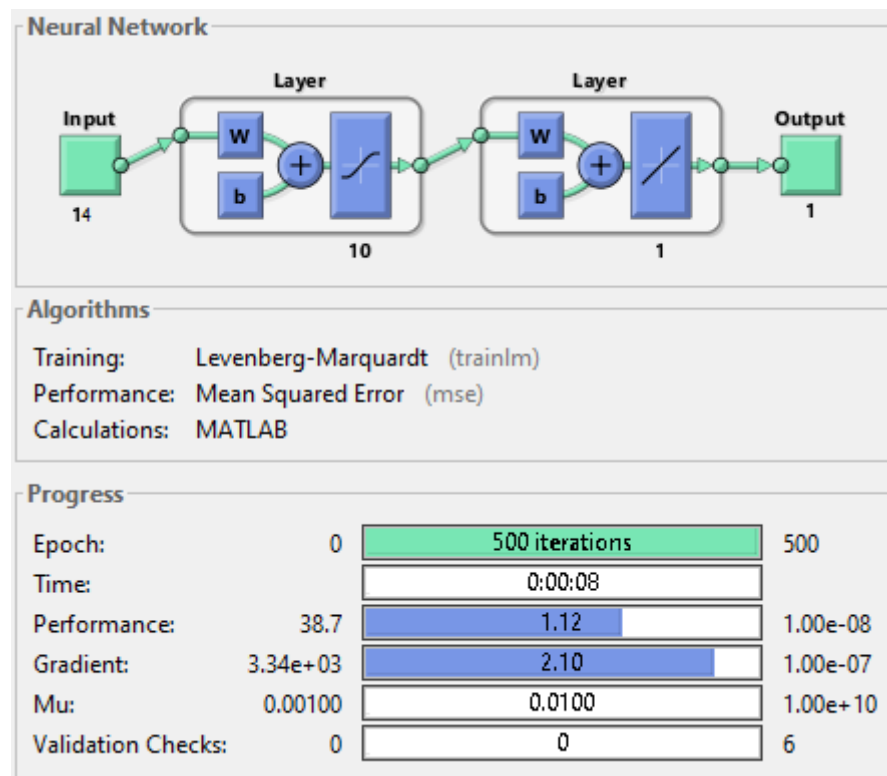 Neural Network
Layer Layer
Input Output
W W
+ +
b b
14 10 1 1
Algorithms
Training: Levenberg-Marquardt (trainlm)
Performance: Mean Squared Error (mse)
Calculations: MATLAB
Progress
Epoch: 0 500 iterations 500
Time: 0:00:08
Performance: 38.7 1.12 1.00e-08
Gradient: 3.34e+03 2.10 1.00e-07
Mu: 0.00100 0.0100 1.00e+10
Validation Checks: 0 0 6